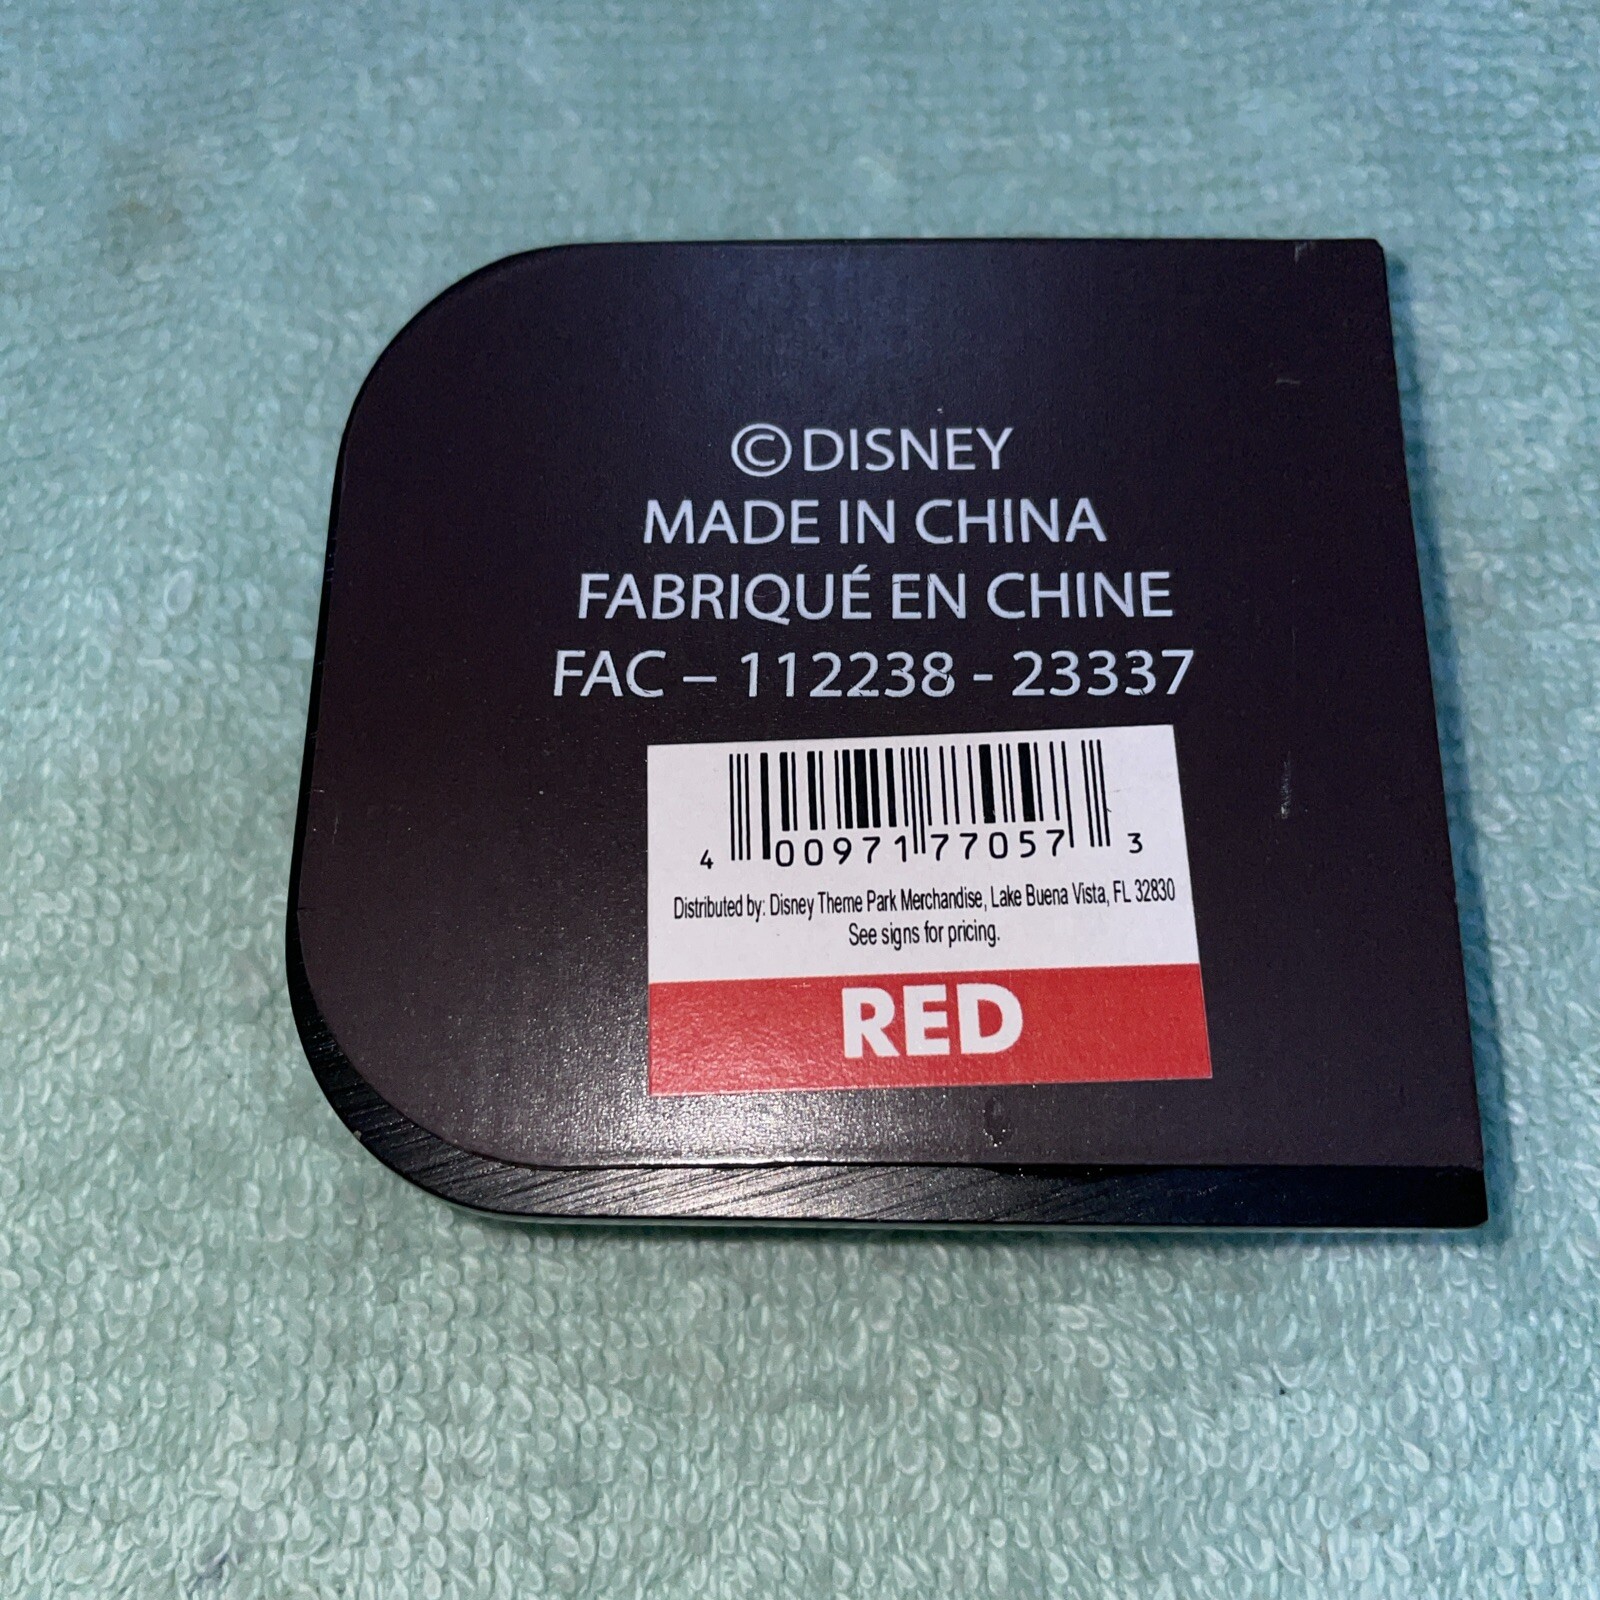 ©DISNEY
MADE IN CHINA
FABRIQUÉ EN CHINE
FAC – 112238 - 23337
4 00971 77057 3
Distributed by: Disney Theme Park Merchandise, Lake Buena Vista, FL 32830
See signs for pricing.
RED